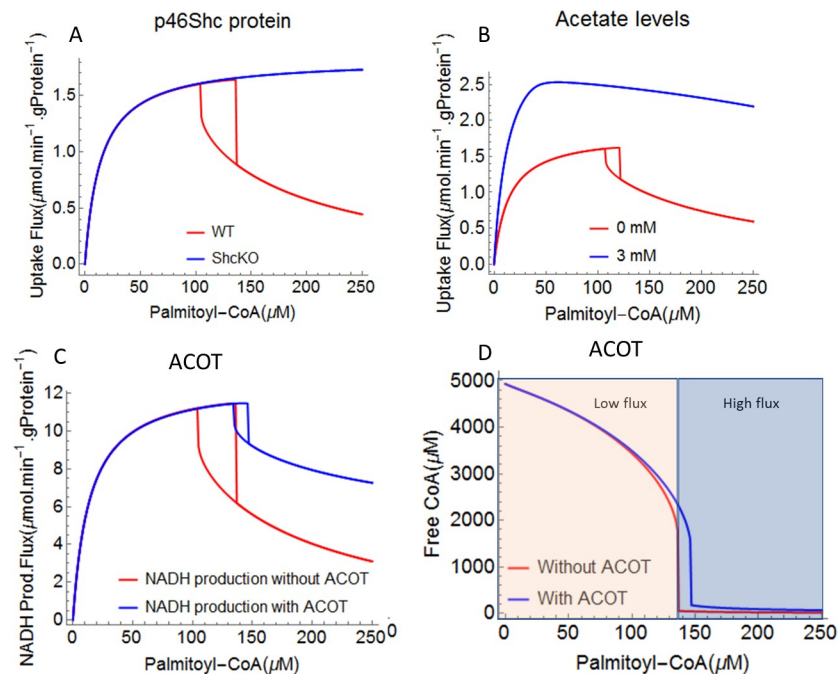 A
p46Shc protein
Uptake Flux(μmol.min⁻¹.gProtein⁻¹)
1.5
1.0
0.5
0.0
WT
ShcKO
0 50 100 150 200 250
Palmitoyl−CoA(μM)
B
Acetate levels
Uptake Flux(μmol.min⁻¹.gProtein⁻¹)
2.5
2.0
1.5
1.0
0.5
0.0
0 mM
3 mM
0 50 100 150 200 250
Palmitoyl−CoA(μM)
C
ACOT
NADH Prod.Flux(μmol.min⁻¹.gProtein⁻¹)
12
10
8
6
4
2
0
NADH production without ACOT
NADH production with ACOT
0 50 100 150 200 250
0
Palmitoyl−CoA(μM)
D
ACOT
Free CoA(μM)
5000
4000
3000
2000
1000
0
Low flux
High flux
Without ACOT
With ACOT
0 50 100 150 200 250
Palmitoyl−CoA(μM)